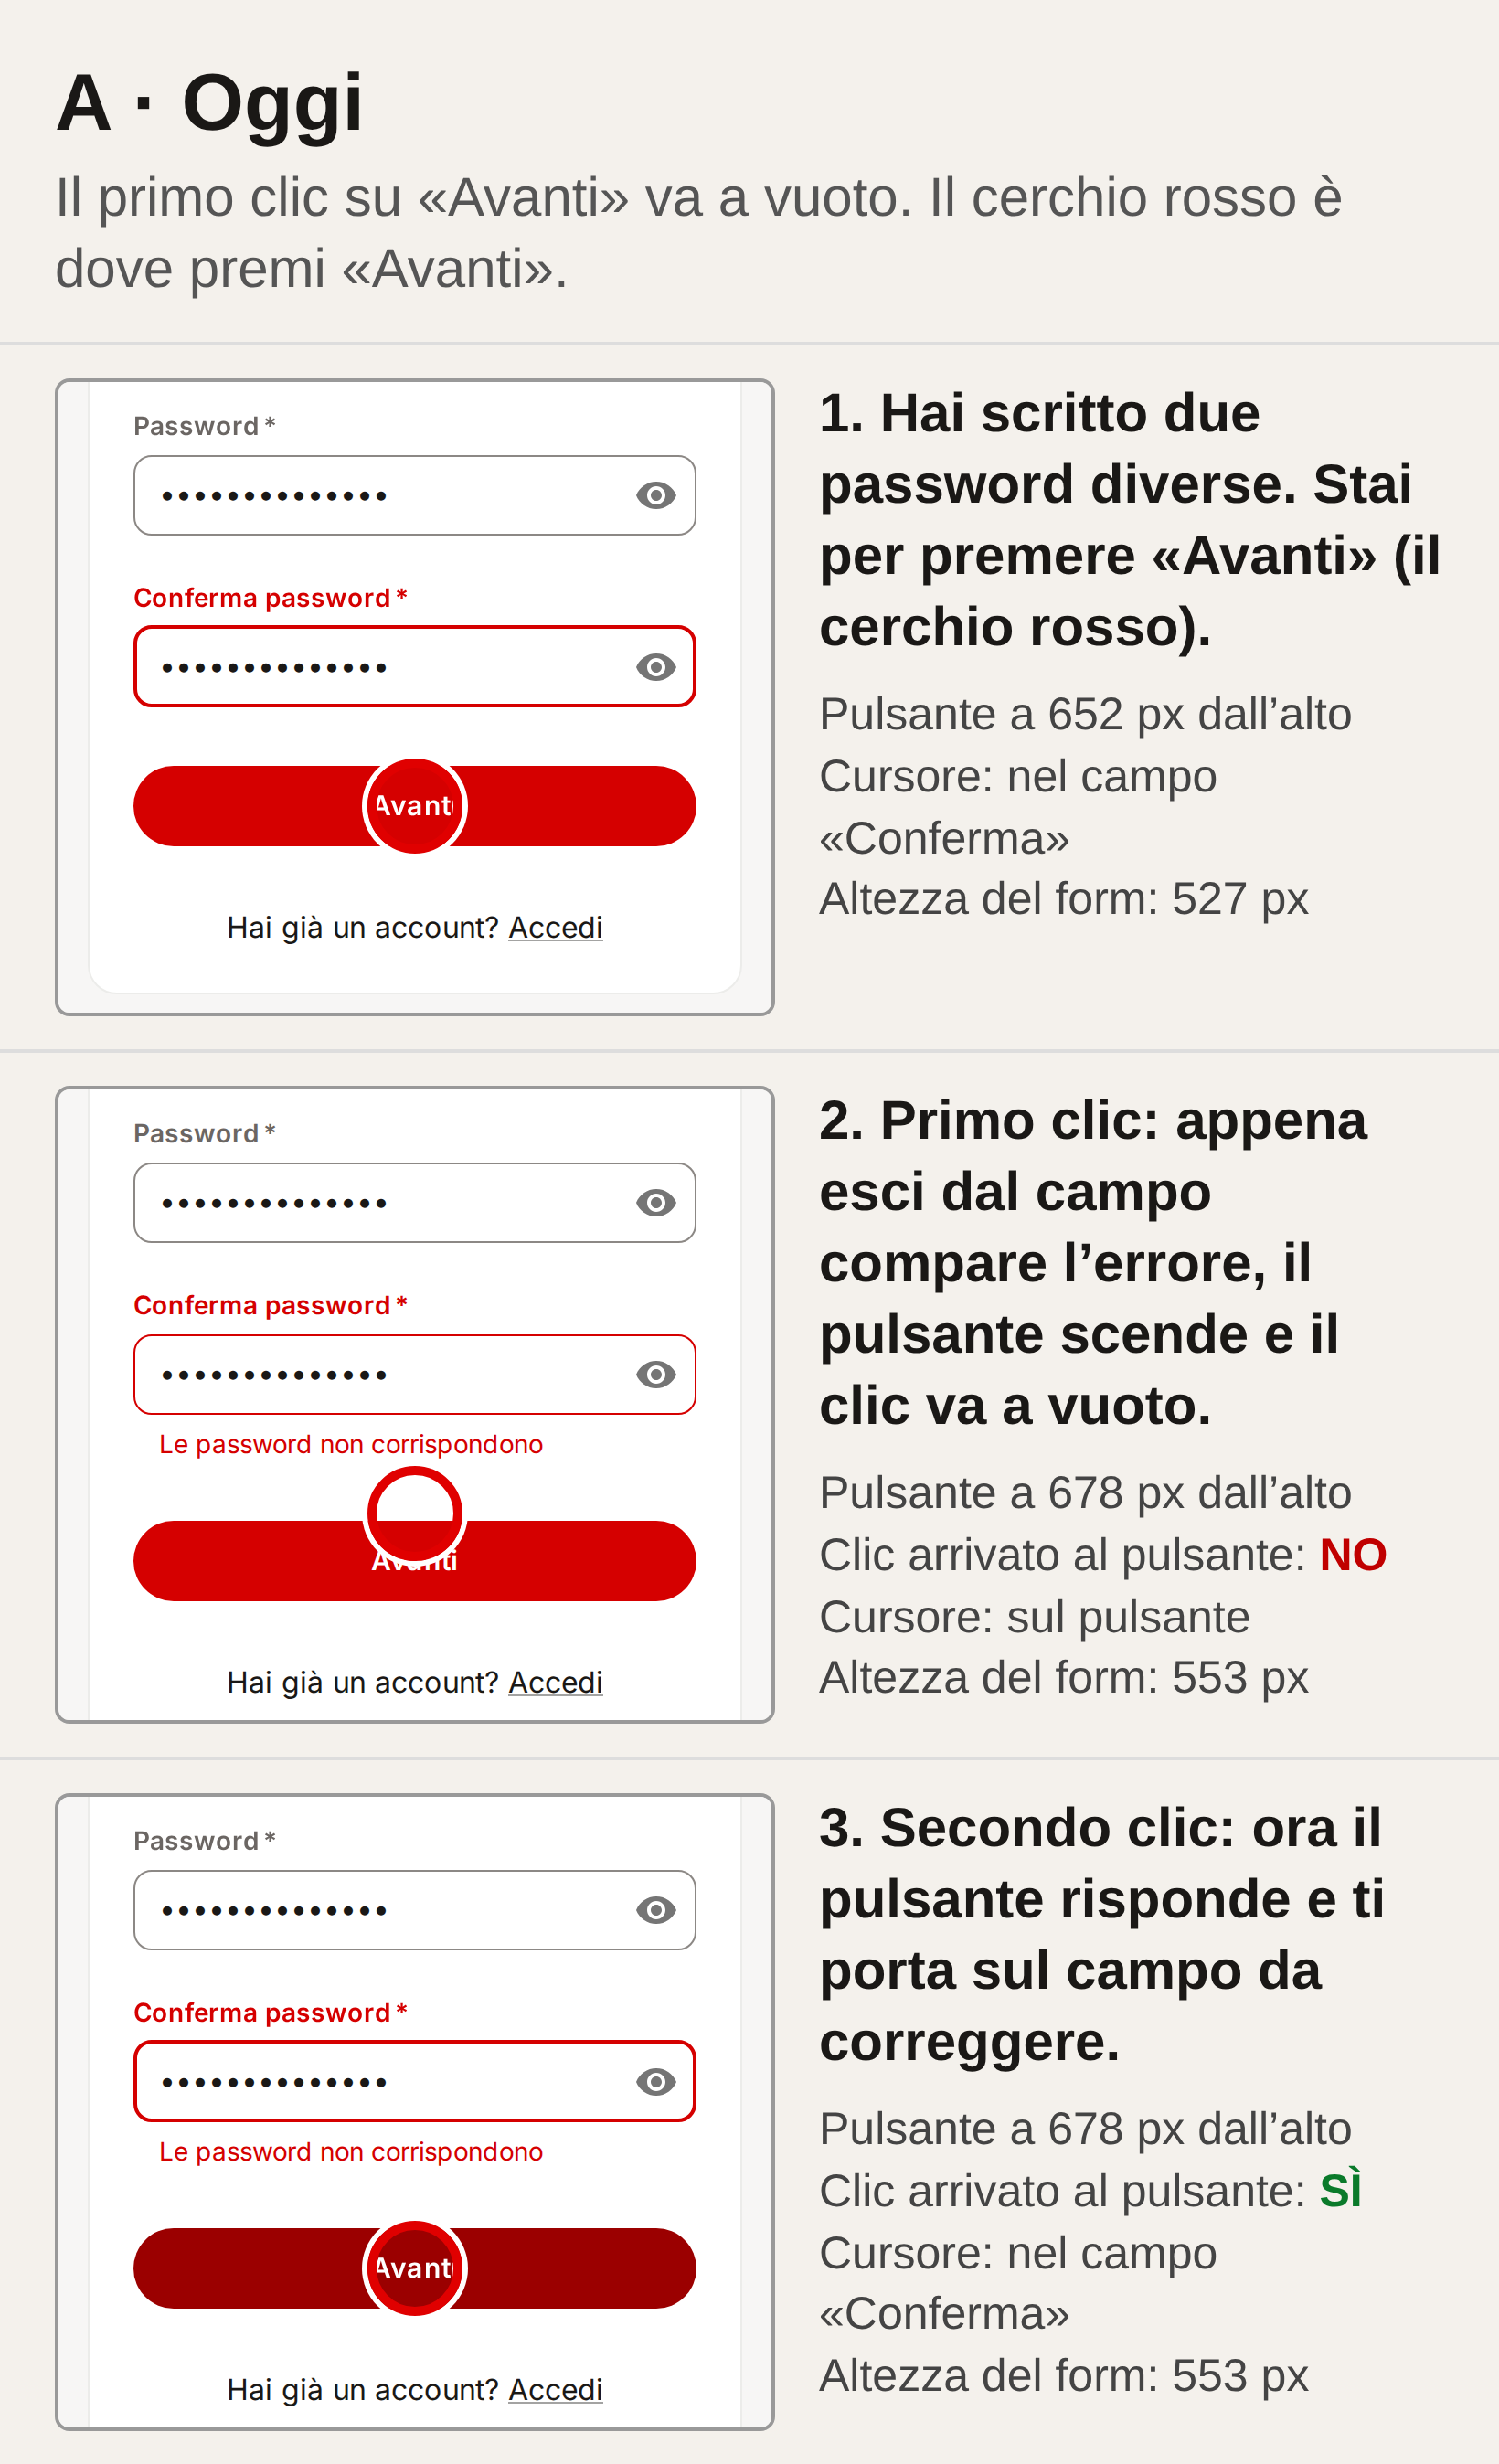 A · Oggi
Il primo clic su «Avanti» va a vuoto. Il cerchio rosso è
dove premi «Avanti».
Password *
••••••••••••••
Conferma password *
••••••••••••••
Avanti
Hai già un account? Accedi
1. Hai scritto due
password diverse. Stai
per premere «Avanti» (il
cerchio rosso).
Pulsante a 652 px dall’alto
Cursore: nel campo
«Conferma»
Altezza del form: 527 px
Password *
••••••••••••••
Conferma password *
••••••••••••••
Le password non corrispondono
Avanti
Hai già un account? Accedi
2. Primo clic: appena
esci dal campo
compare l’errore, il
pulsante scende e il
clic va a vuoto.
Pulsante a 678 px dall’alto
Clic arrivato al pulsante: NO
Cursore: sul pulsante
Altezza del form: 553 px
Password *
••••••••••••••
Conferma password *
••••••••••••••
Le password non corrispondono
Avanti
Hai già un account? Accedi
3. Secondo clic: ora il
pulsante risponde e ti
porta sul campo da
correggere.
Pulsante a 678 px dall’alto
Clic arrivato al pulsante: SÌ
Cursore: nel campo
«Conferma»
Altezza del form: 553 px